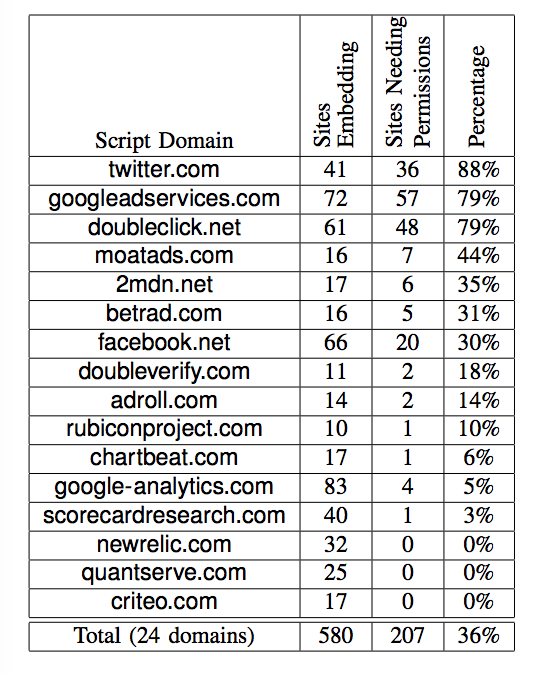 Script Domain Sites Embedding Sites Needing Permissions Percentage
twitter.com 41 36 88%
googleadservices.com 72 57 79%
doubleclick.net 61 48 79%
moatads.com 16 7 44%
2mdn.net 17 6 35%
betrad.com 16 5 31%
facebook.net 66 20 30%
doubleverify.com 11 2 18%
adroll.com 14 2 14%
rubiconproject.com 10 1 10%
chartbeat.com 17 1 6%
google-analytics.com 83 4 5%
scorecardresearch.com 40 1 3%
newrelic.com 32 0 0%
quantserve.com 25 0 0%
criteo.com 17 0 0%
Total (24 domains) 580 207 36%